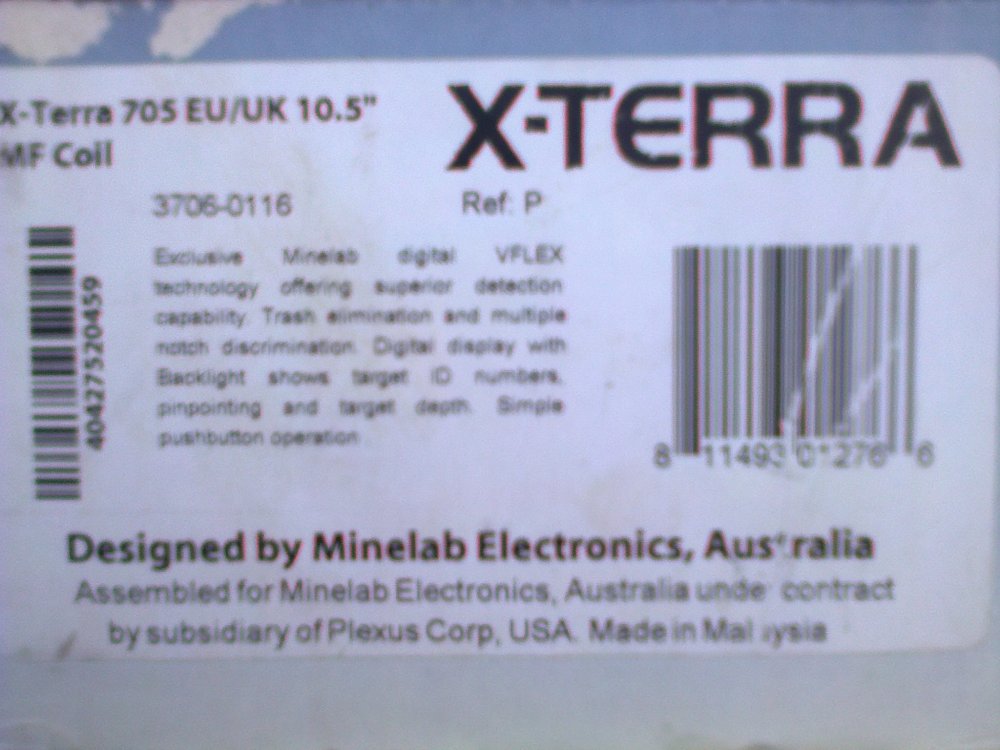 X-Terra 705 EU/UK 10.5"
MF Coil
X-TERRA
3706-0116
Ref: P
Exclusive Minelab digital VFLEX
technology offering superior detection
capability. Trash elimination and multiple
notch discrimination. Digital display with
Backlight shows target ID numbers,
pinpointing and target depth. Simple
pushbutton operation
40427520459
8 11493 01276 6
Designed by Minelab Electronics, Australia
Assembled for Minelab Electronics, Australia under contract
by subsidiary of Plexus Corp, USA. Made in Malaysia